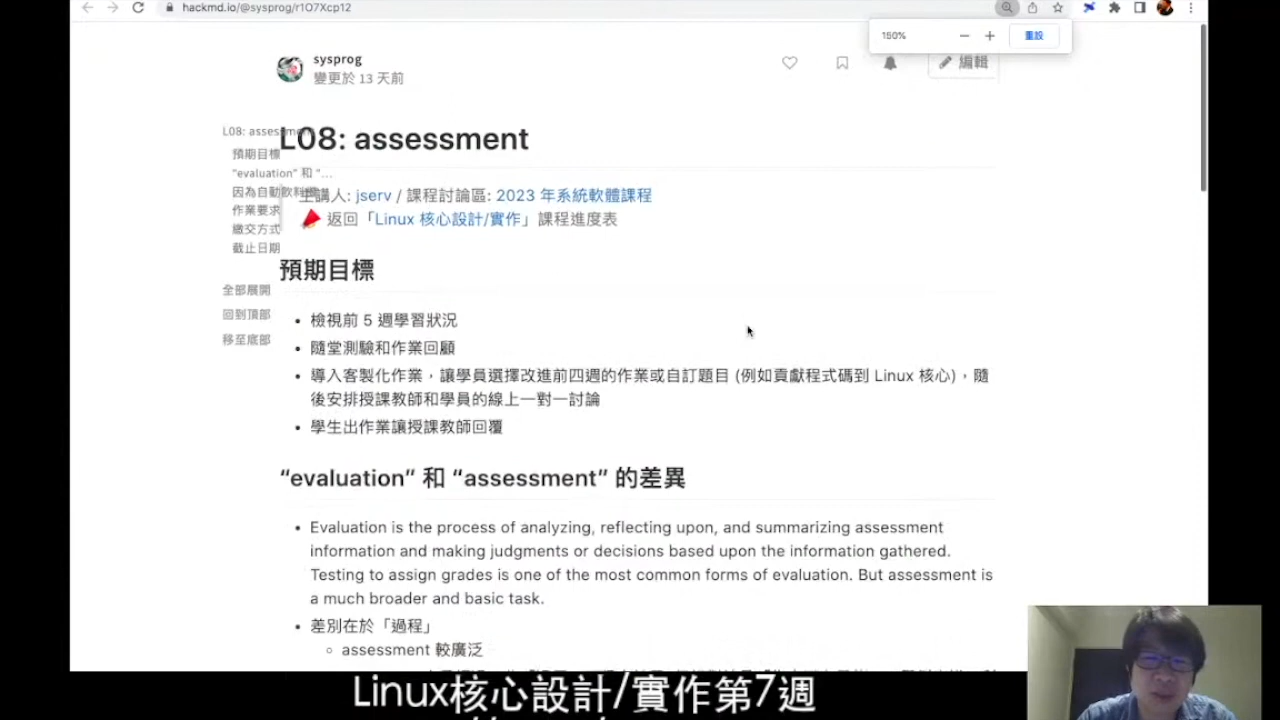 hackmd.io/@sysprog/r1O7Xcp12
150%
重設
sysprog
變更於 13 天前
編輯
L08: assessment
預期目標
“evaluation” 和 “...
因為自動飲料
作業要求
繳交方式
截止日期
全部展開
回到頂部
移至底部
L08: assessment
主講人: jserv / 課程討論區: 2023 年系統軟體課程
返回「Linux 核心設計/實作」課程進度表
預期目標
• 檢視前 5 週學習狀況
• 隨堂測驗和作業回顧
• 導入客製化作業，讓學員選擇改進前四週的作業或自訂題目 (例如貢獻程式碼到 Linux 核心)，隨
後安排授課教師和學員的線上一對一討論
• 學生出作業讓授課教師回覆
“evaluation” 和 “assessment” 的差異
• Evaluation is the process of analyzing, reflecting upon, and summarizing assessment
information and making judgments or decisions based upon the information gathered.
Testing to assign grades is one of the most common forms of evaluation. But assessment is
a much broader and basic task.
• 差別在於「過程」
◦ assessment 較廣泛
Linux核心設計/實作第7週